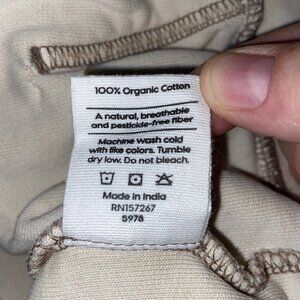 100% Organic Cotton
A natural, breathable
and pesticide-free fiber
Machine wash cold
with like colors. Tumble
dry low. Do not bleach.
Made in India
RN157267
5978